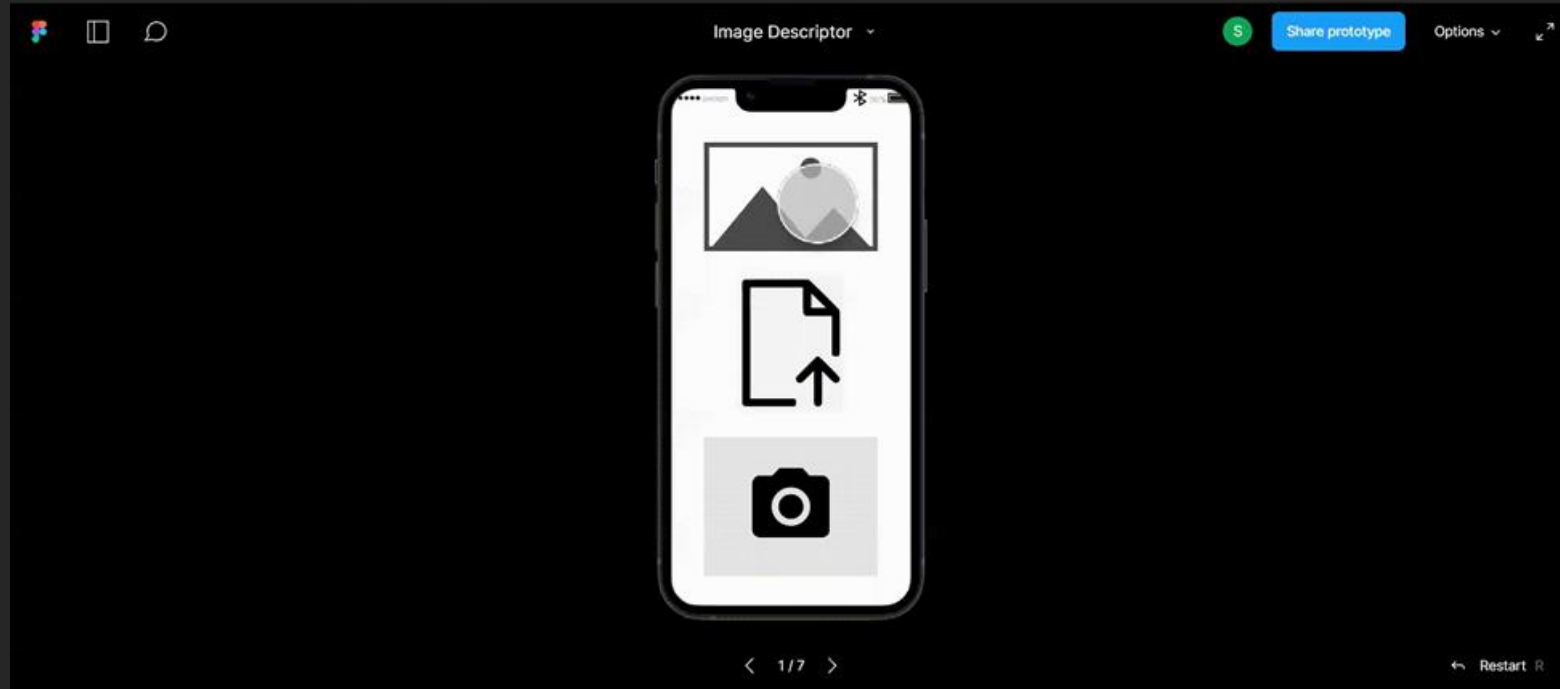 Image Descriptor
S
Share prototype
Options
1/7
Restart R